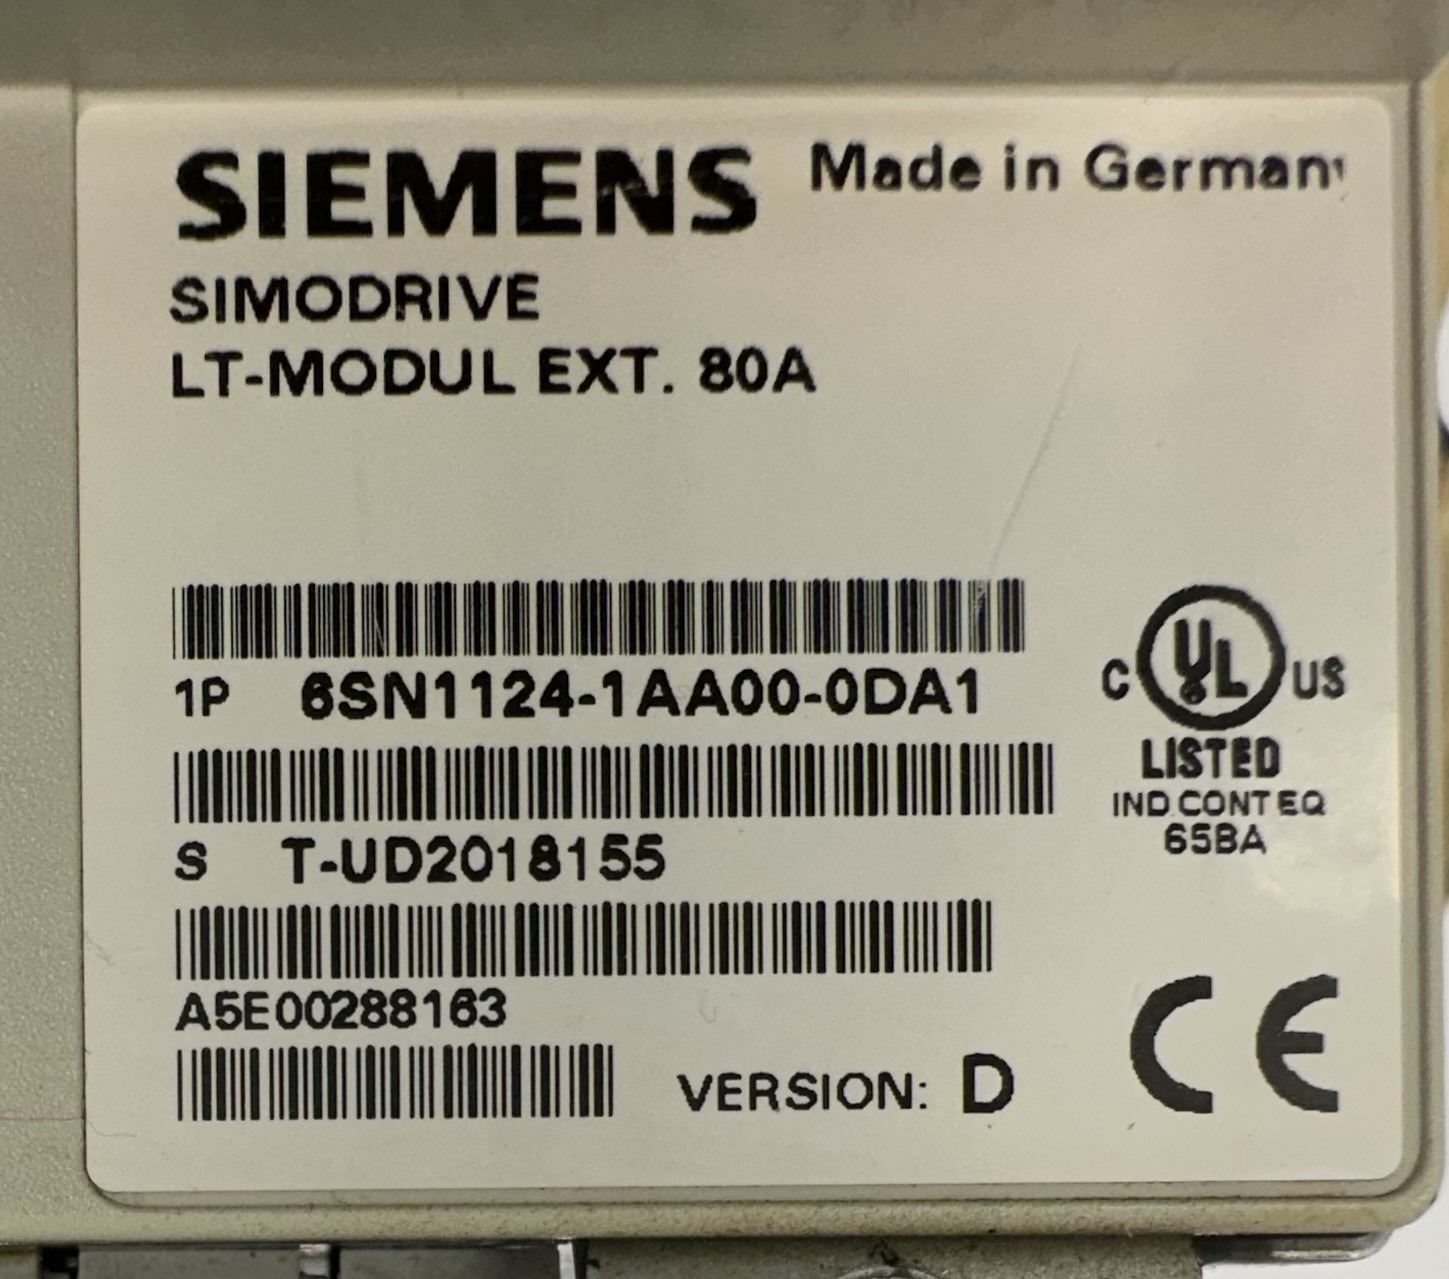 SIEMENS Made in Germany
SIMODRIVE
LT-MODUL EXT. 80A
1P 6SN1124-1AA00-0DA1
S T-UD2018155
A5E00288163
VERSION: D
C UL US
LISTED
IND.CONT EQ
65BA
CE